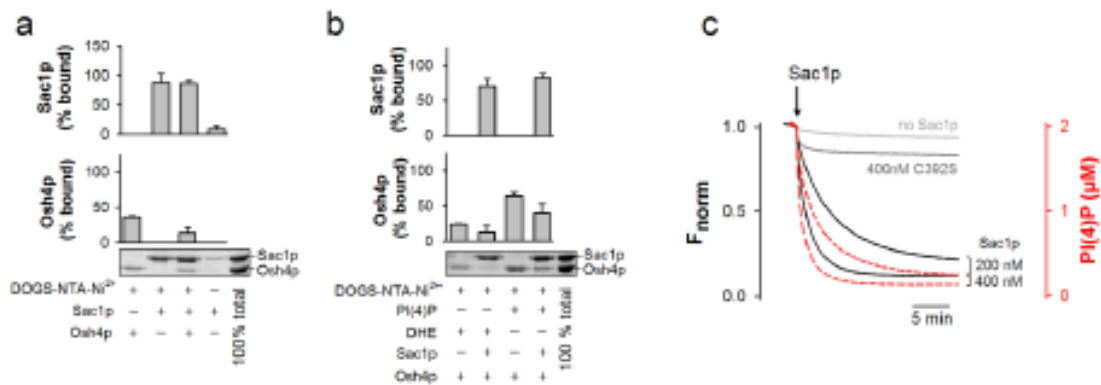 a
Sac1p
(% bound)
150
100
50
0
Osh4p
(% bound)
100
50
0
Sac1p
Osh4p
DOGS-NTA-Ni2+ + + + −
Sac1p − + + +
Osh4p + − + −
100 % total
b
Sac1p
(% bound)
100
50
0
Osh4p
(% bound)
100
50
0
Sac1p
Osh4p
DOGS-NTA-Ni2+ + + + +
PI(4)P − − + +
DHE + + − −
Sac1p − + − +
Osh4p + + + +
100 % total
c
Sac1p
Fnorm
1.0
0.5
0.0
no Sac1p
400nM C392S
Sac1p
200 nM
400 nM
5 min
2
1
0
PI(4)P (µM)